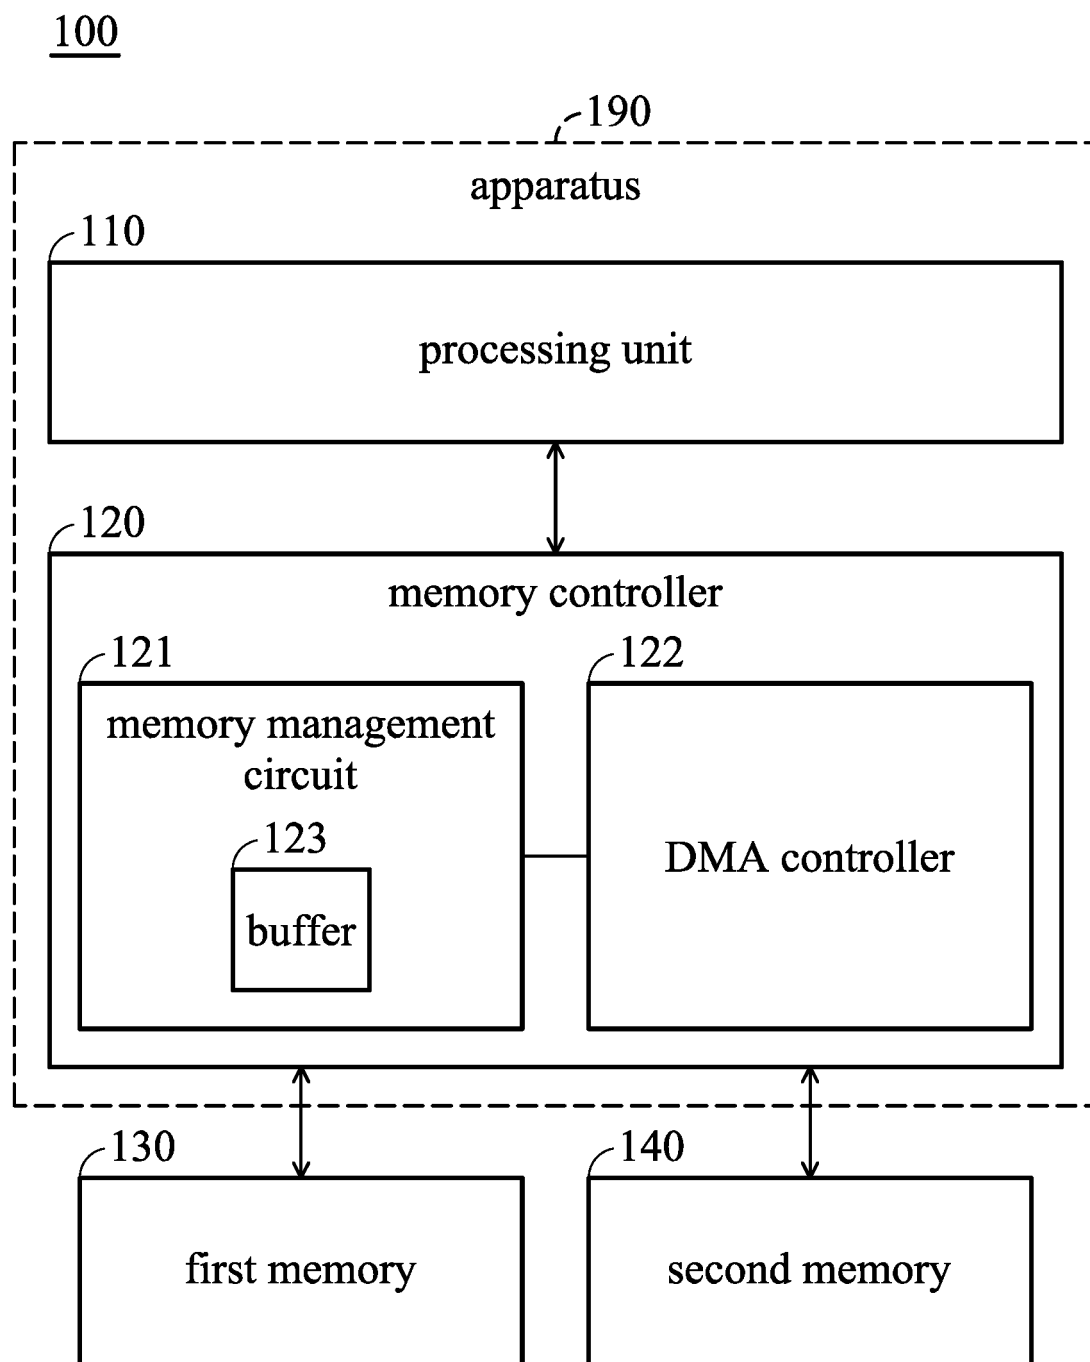 100
190
apparatus
110
processing unit
120
memory controller
121
122
memory management
circuit
DMA controller
123
buffer
130
140
first memory
second memory